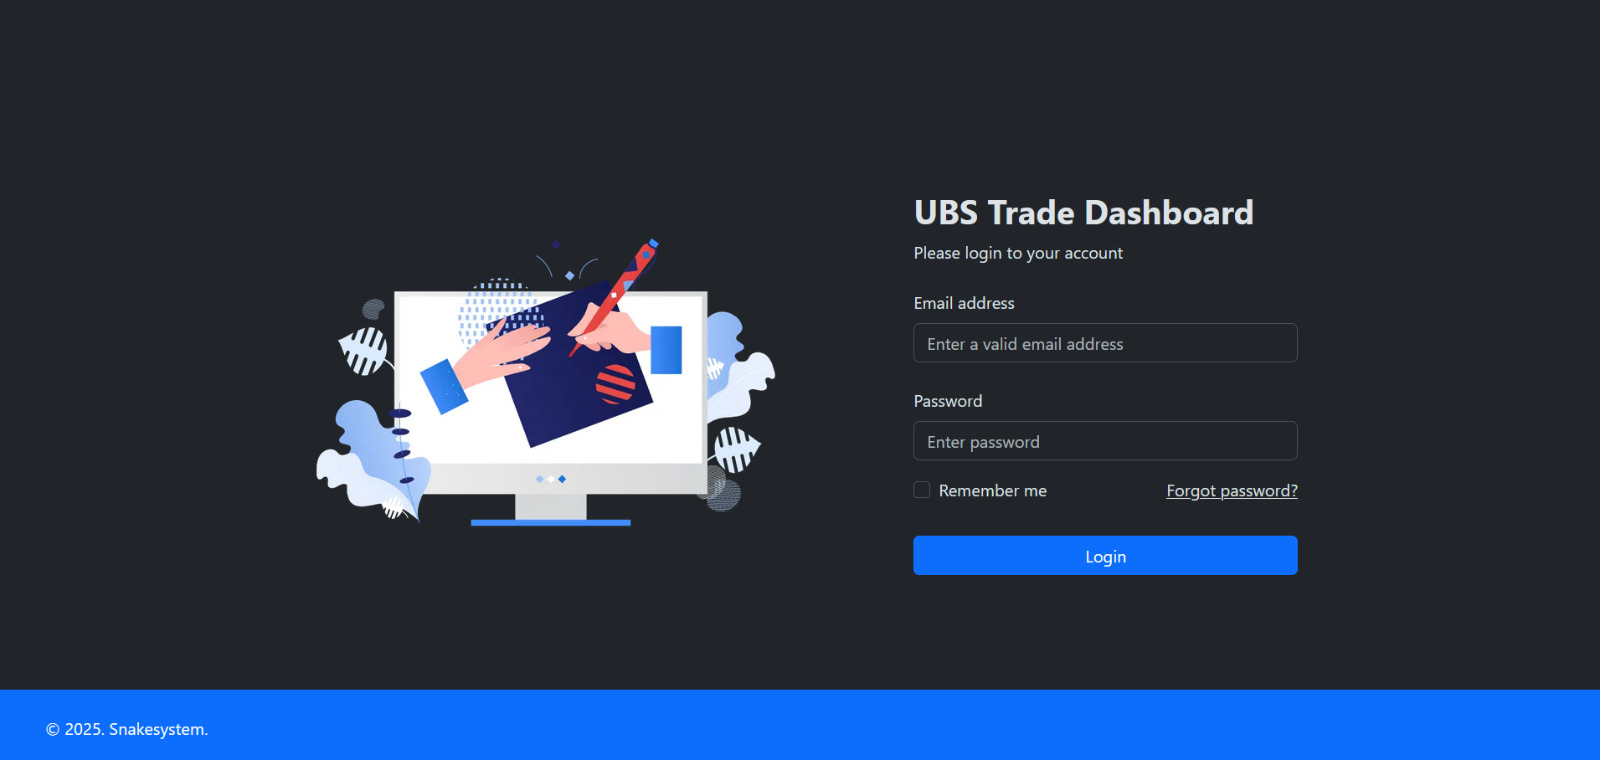 UBS Trade Dashboard
Please login to your account
Email address
Enter a valid email address
Password
Enter password
Remember me
Forgot password?
Login
© 2025. Snakesystem.